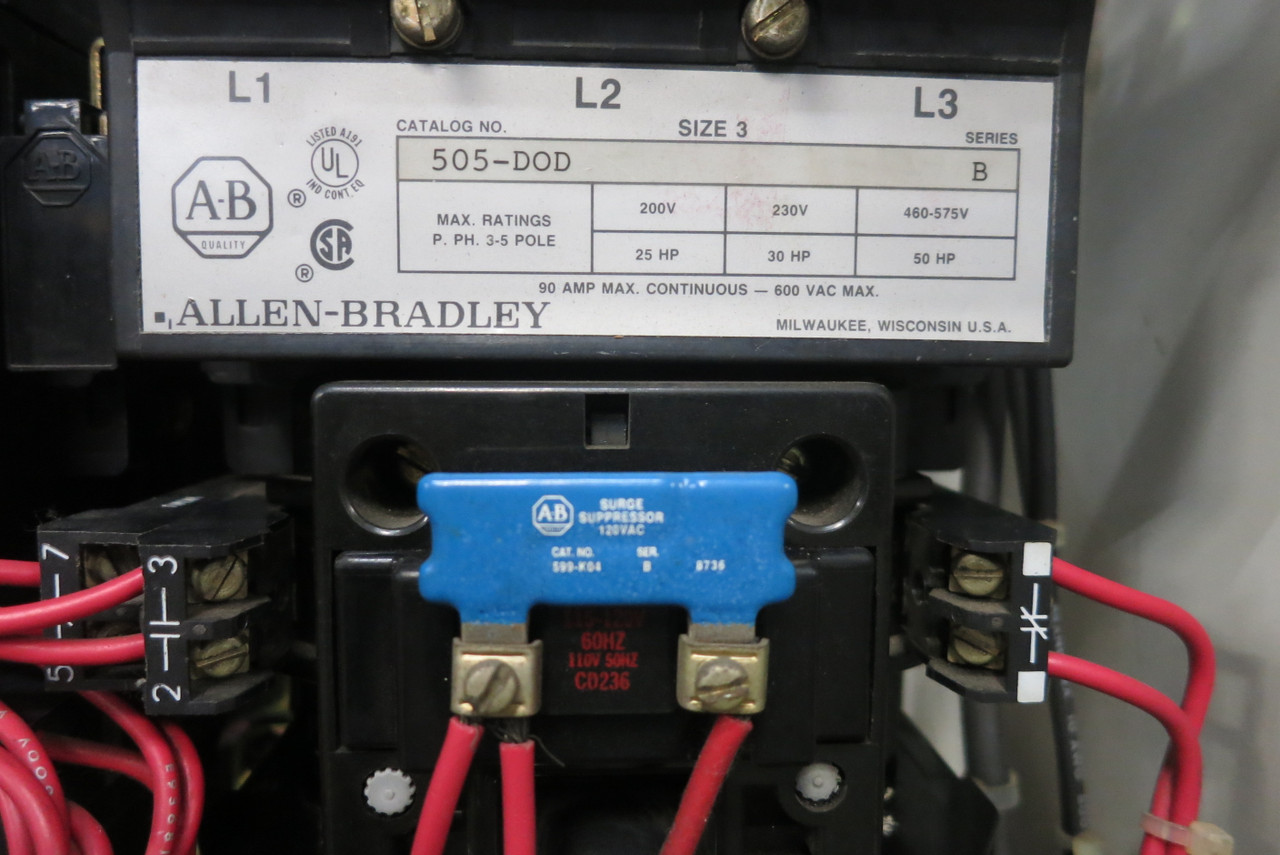 L1 L2 L3
CATALOG NO. SIZE 3 SERIES
505-DOD B
LISTED A191
UL
IND CONT. EQ
A-B
QUALITY
®
SA
®
MAX. RATINGS
P. PH. 3-5 POLE
200V 230V 460-575V
25 HP 30 HP 50 HP
90 AMP MAX. CONTINUOUS — 600 VAC MAX.
ALLEN-BRADLEY
MILWAUKEE, WISCONSIN U.S.A.
A-B
A-B
SURGE
SUPPRESSOR
120VAC
CAT. NO. SER.
599-K04 B 8736
60HZ
110V 50HZ
CD236
7
5
3
2